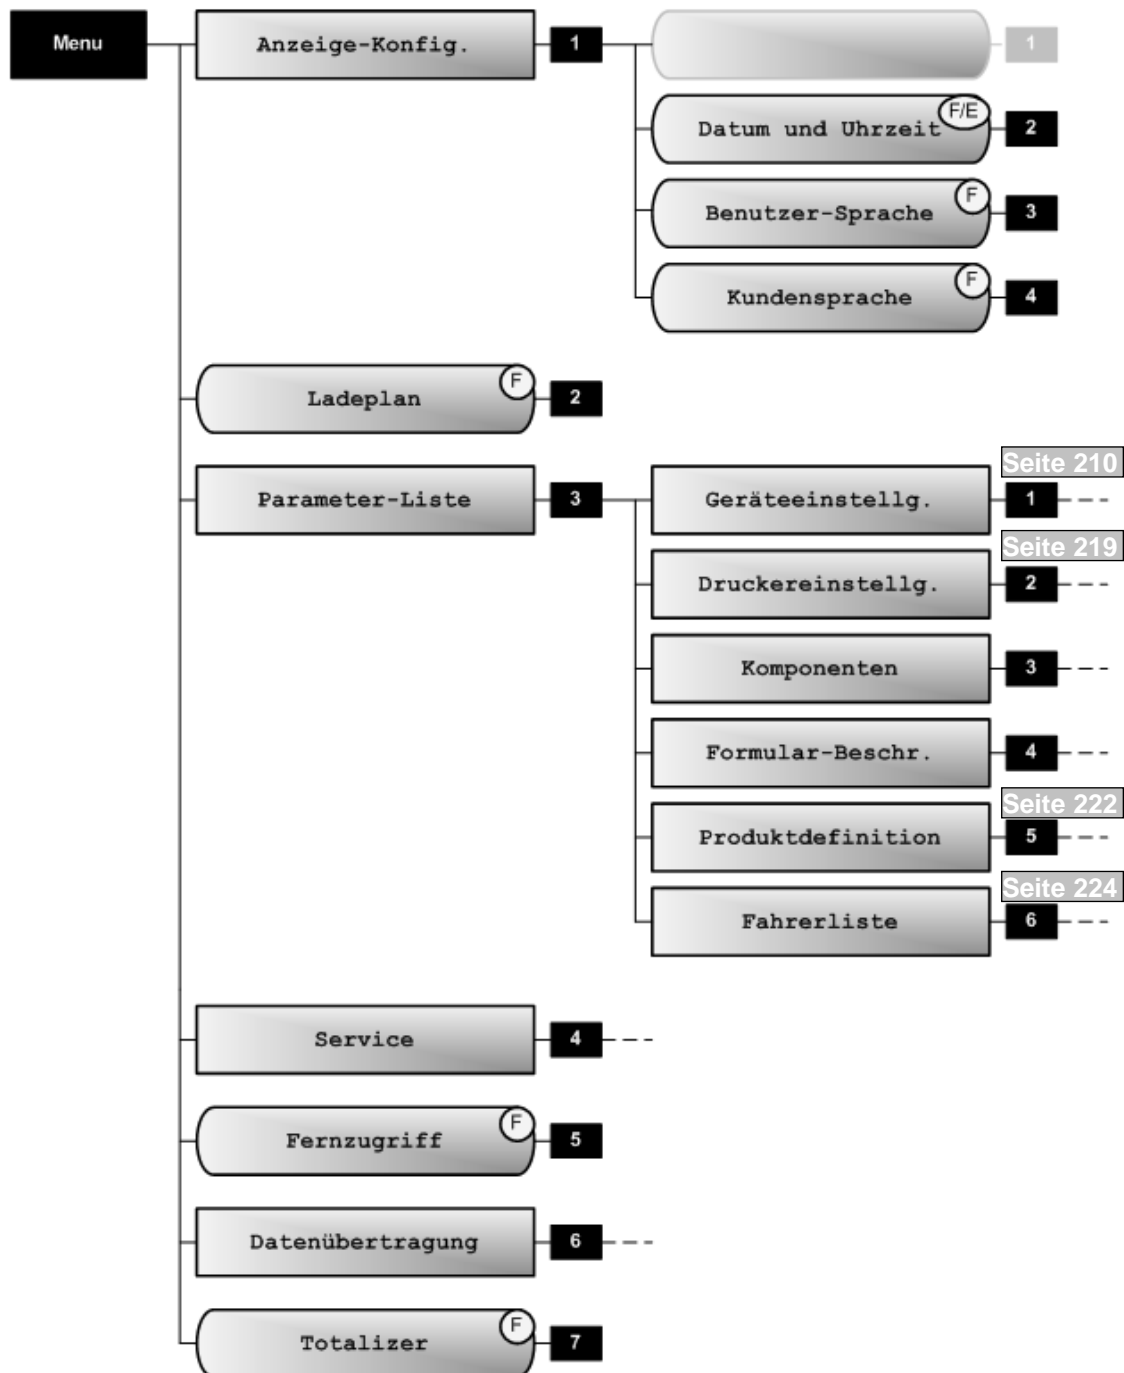 Menu
Anzeige-Konfig.
1
1
Datum und Uhrzeit
F/E
2
Benutzer-Sprache
F
3
Kundensprache
F
4
Ladeplan
F
2
Parameter-Liste
3
Seite 210
Geräteeinstellg.
1
Seite 219
Druckereinstellg.
2
Komponenten
3
Formular-Beschr.
4
Seite 222
Produktdefinition
5
Seite 224
Fahrerliste
6
Service
4
Fernzugriff
F
5
Datenübertragung
6
Totalizer
F
7